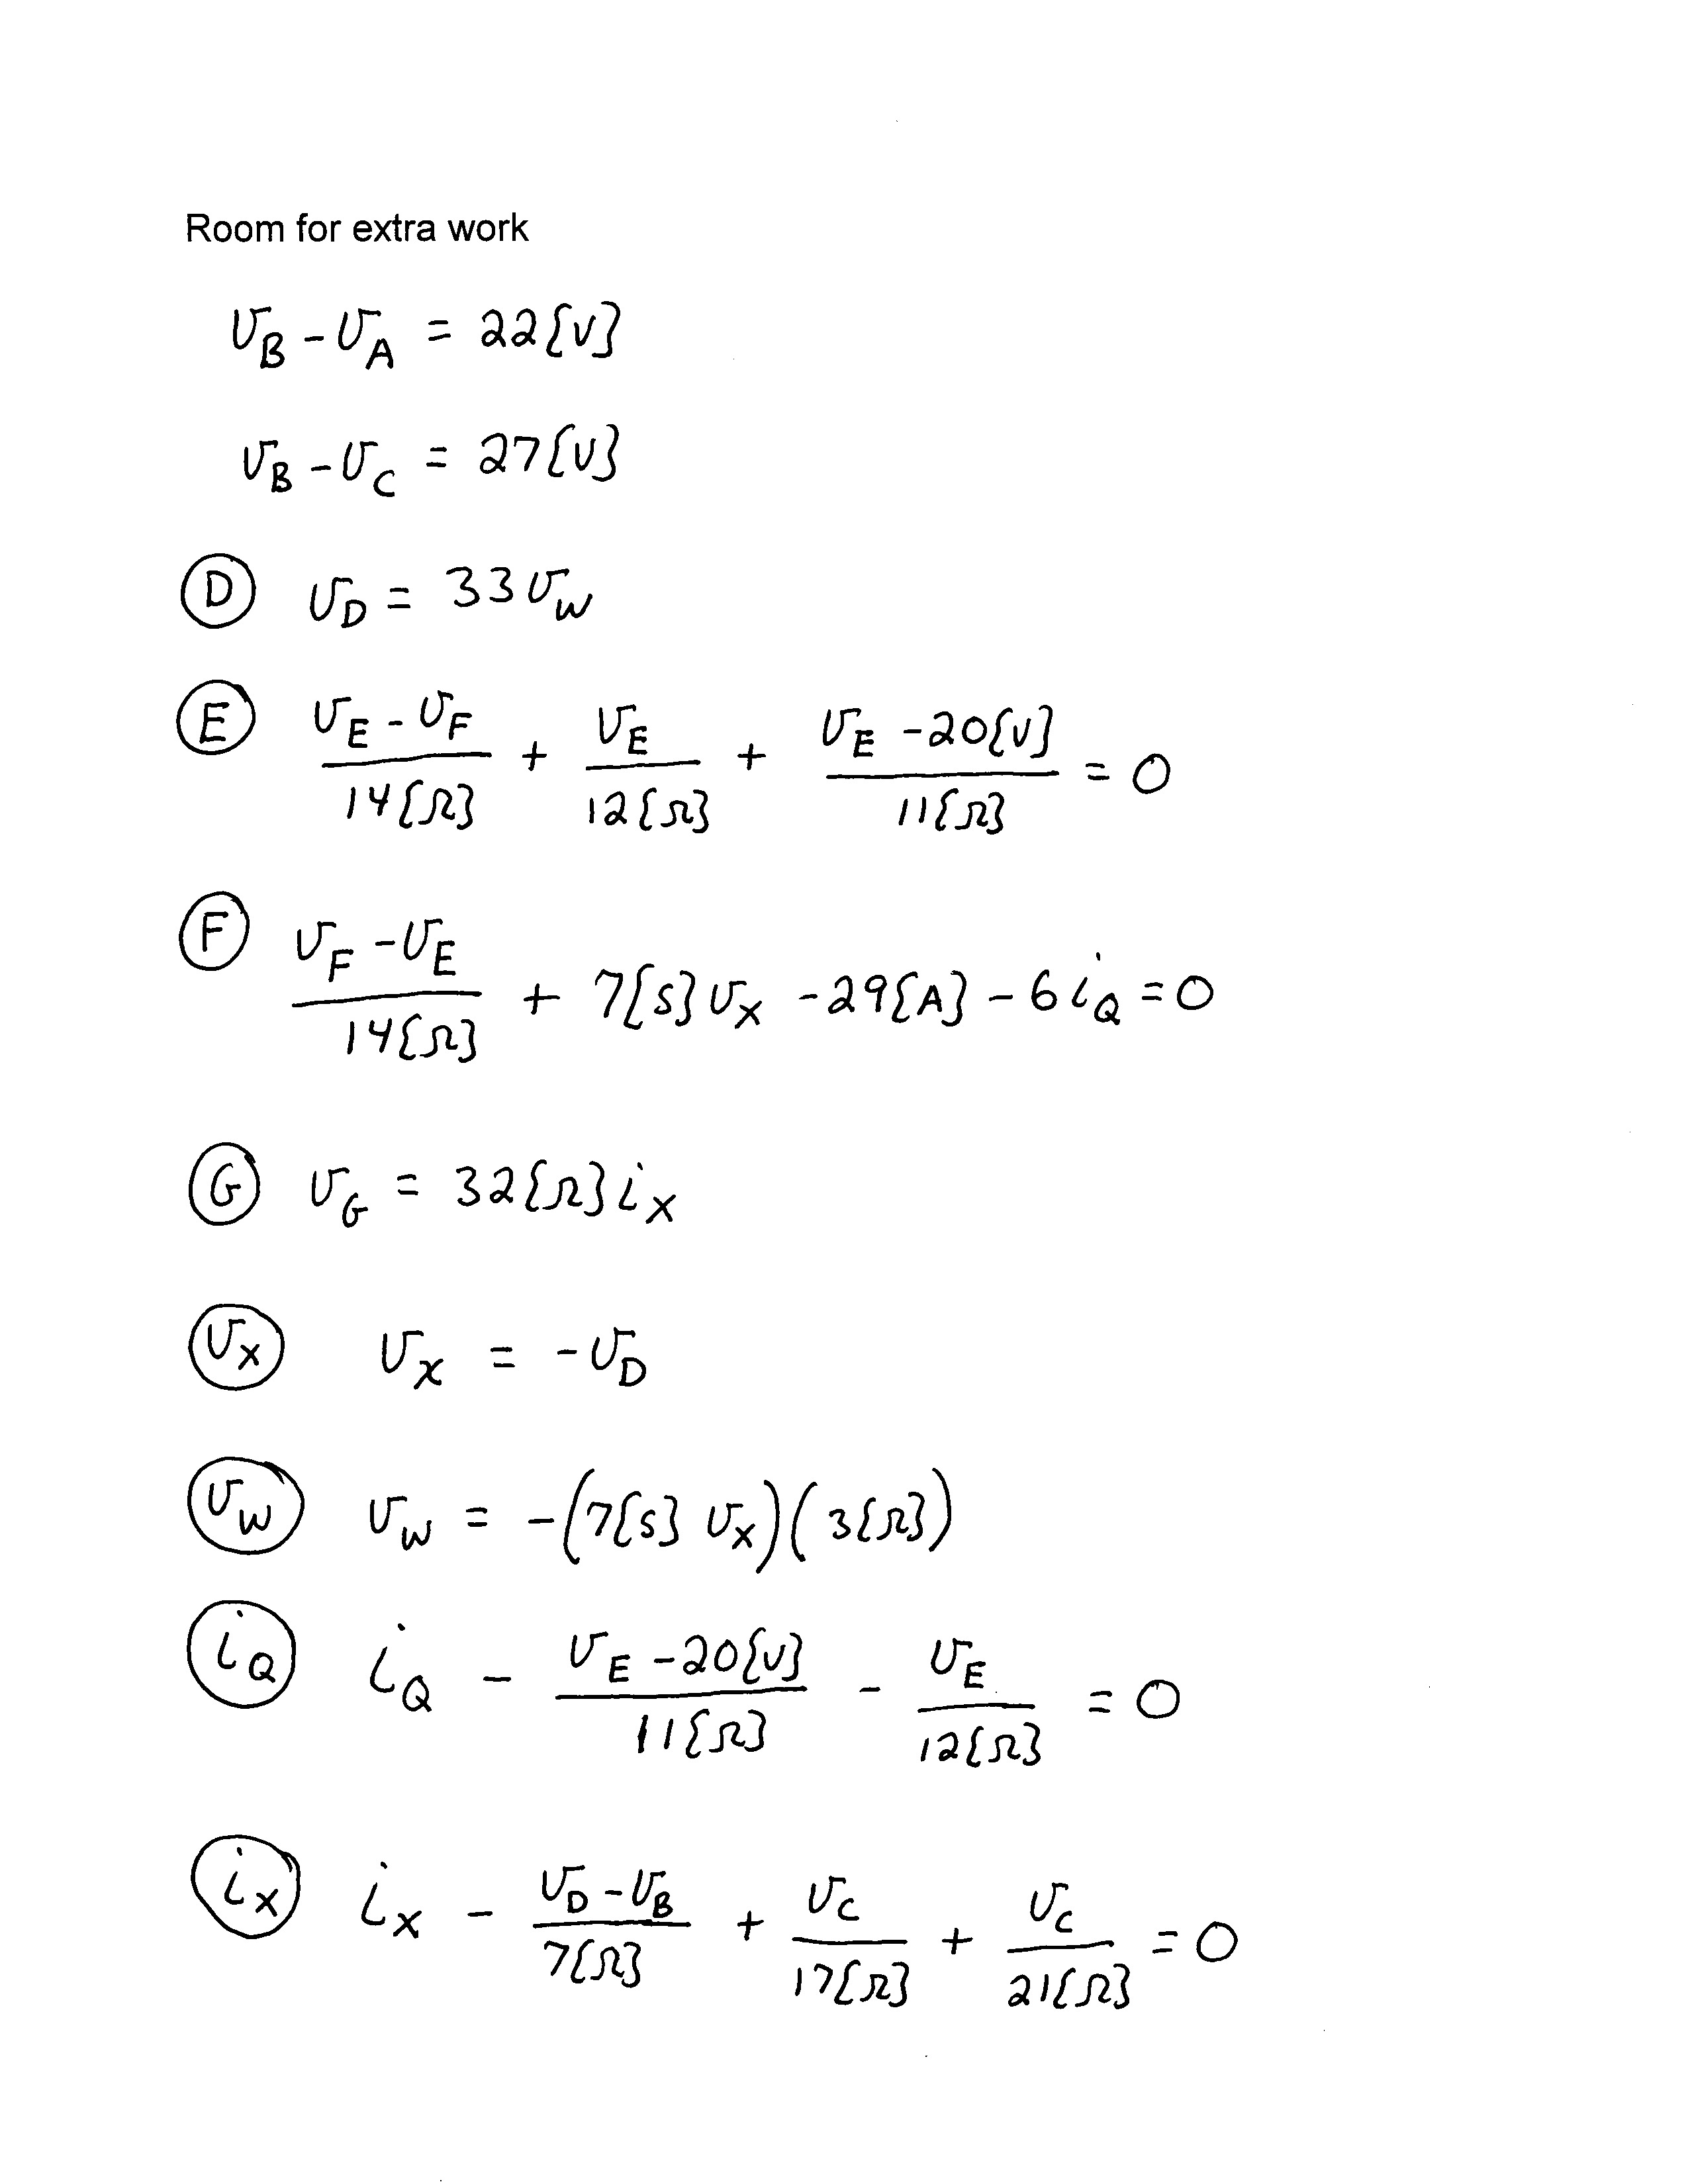 Room for extra work
v_B - v_A = 22{V}
v_B - v_C = 27{V}
(D) v_D = 33 v_W
(E) (v_E - v_F)/(14{Ω}) + v_E/(12{Ω}) + (v_E - 20{V})/(11{Ω}) = 0
(F) (v_F - v_E)/(14{Ω}) + 7{S} v_X - 29{A} - 6 i_Q = 0
(G) v_G = 32{Ω} i_X
(v_X) v_X = -v_D
(v_W) v_W = -(7{S} v_X)(3{Ω})
(i_Q) i_Q - (v_E - 20{V})/(11{Ω}) - v_E/(12{Ω}) = 0
(i_X) i_X - (v_D - v_B)/(7{Ω}) + v_C/(17{Ω}) + v_C/(21{Ω}) = 0